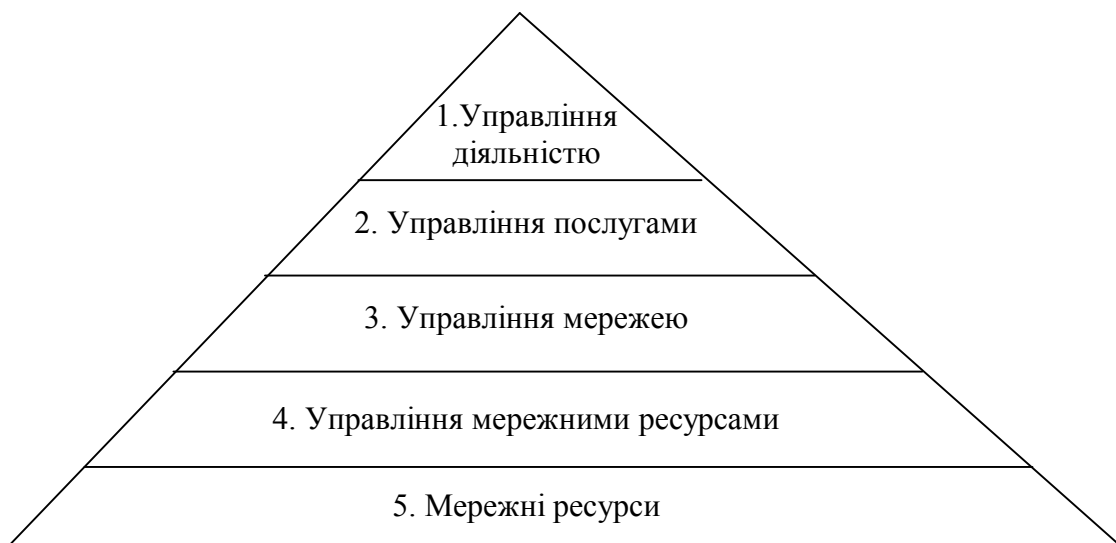 1.Управління
діяльністю
2. Управління послугами
3. Управління мережею
4. Управління мережними ресурсами
5. Мережні ресурси